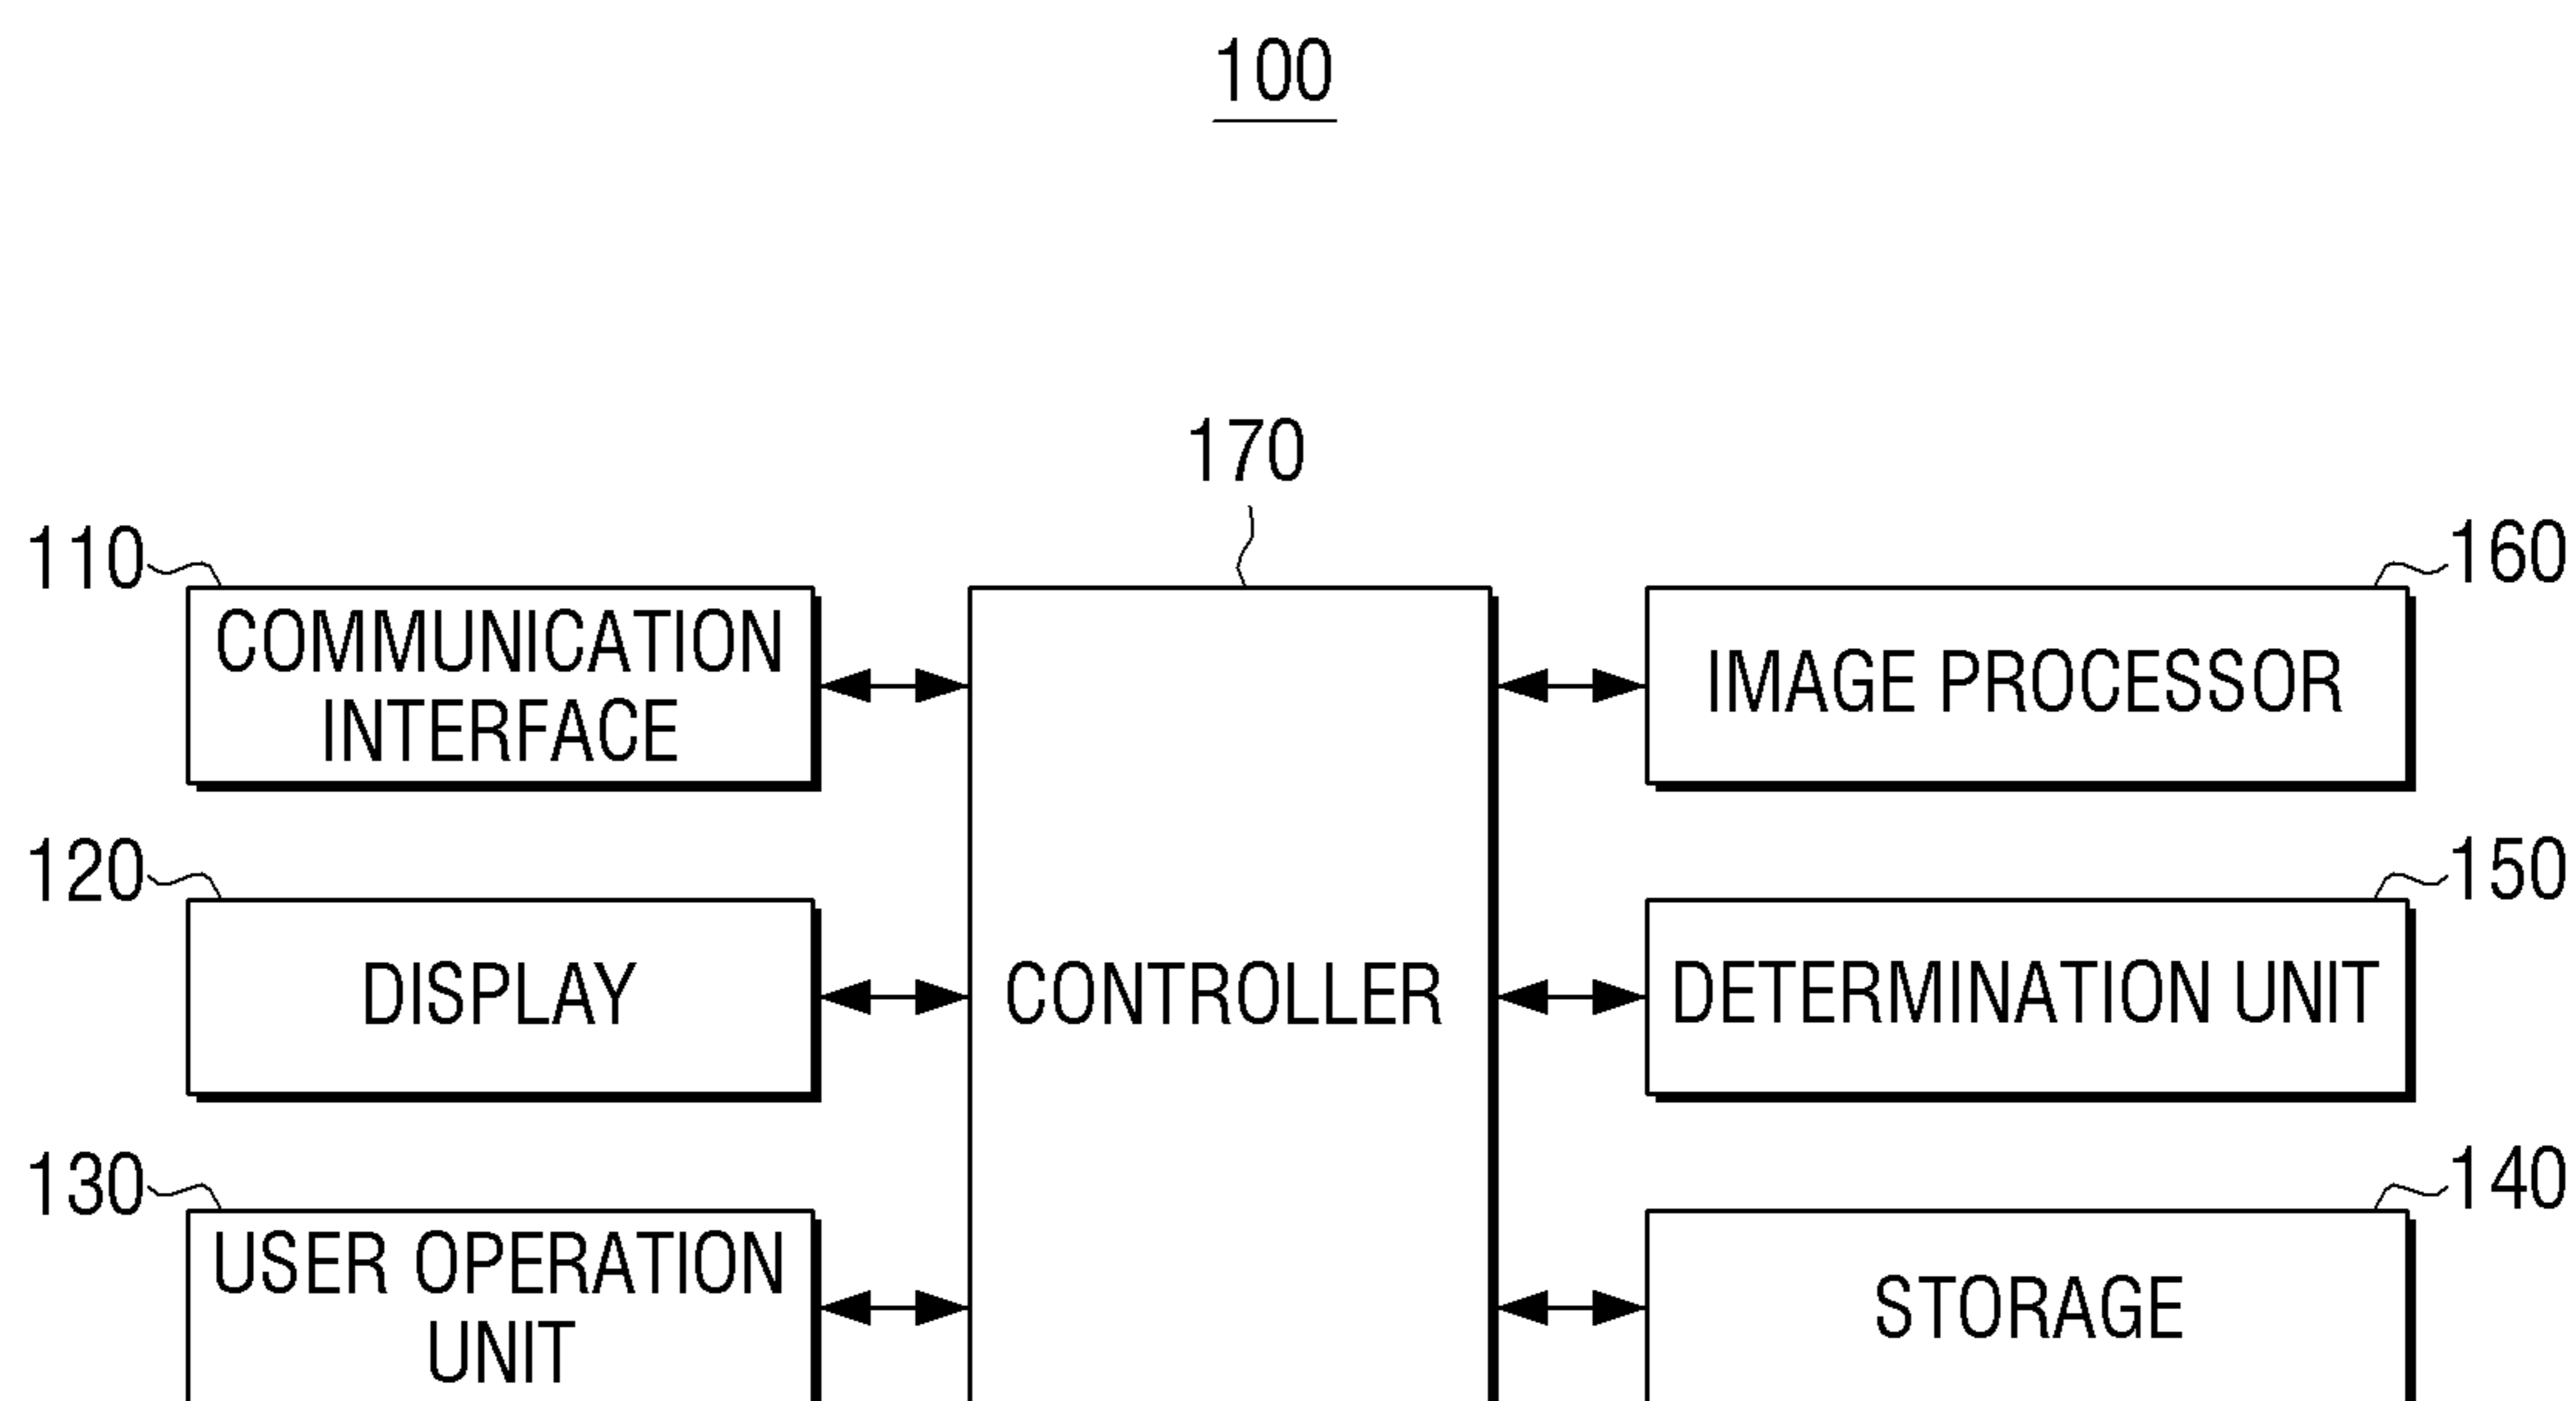 100
170
110
COMMUNICATION
INTERFACE
160
IMAGE PROCESSOR
120
DISPLAY
CONTROLLER
150
DETERMINATION UNIT
130
USER OPERATION
UNIT
140
STORAGE